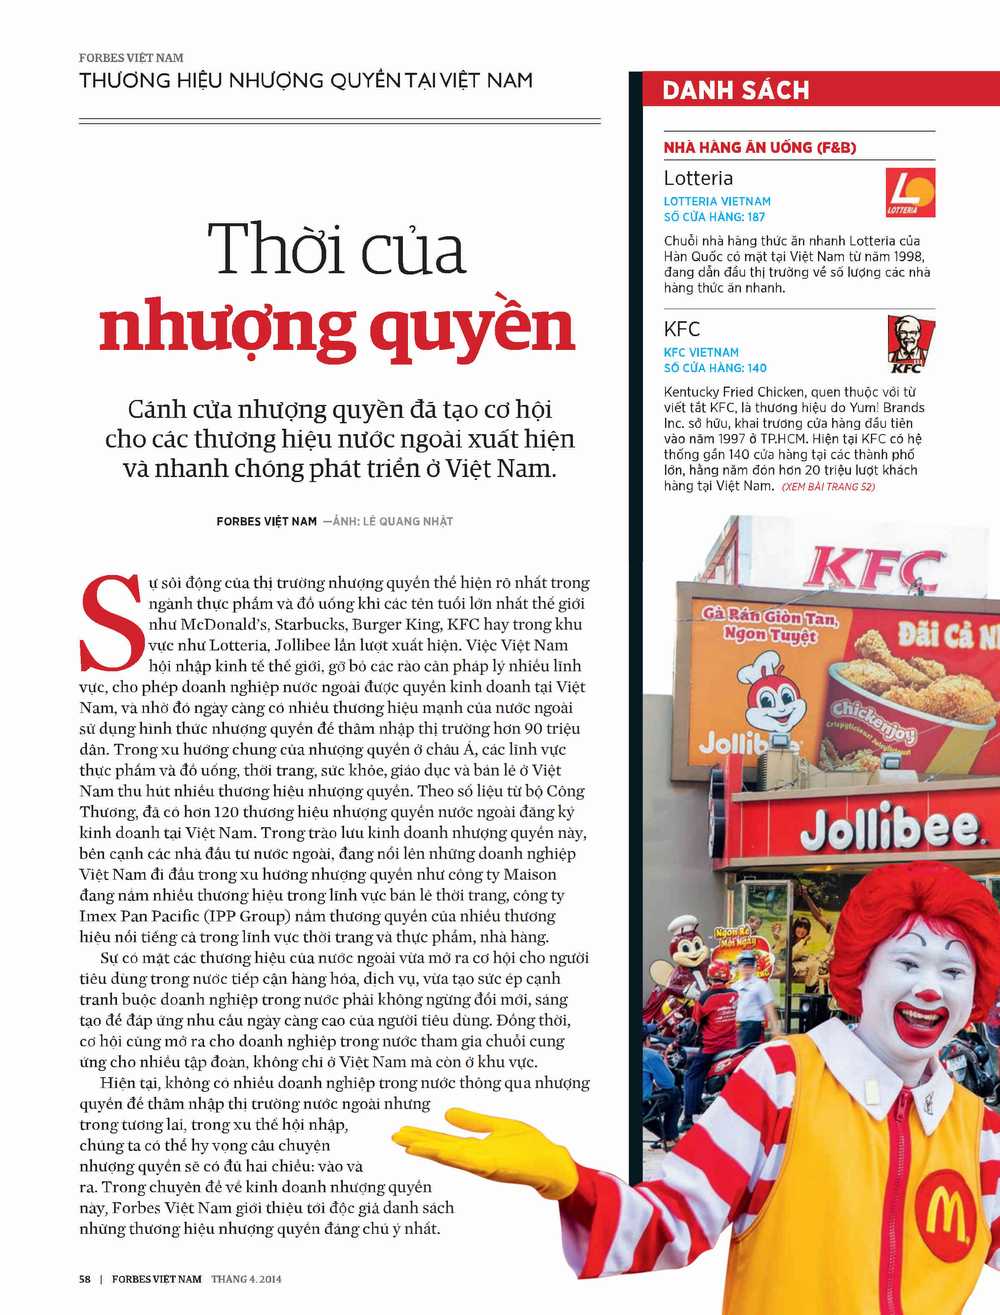 FORBES VIỆT NAM
THƯƠNG HIỆU NHƯỢNG QUYỀN TẠI VIỆT NAM
Thời của
nhượng quyền
Cánh cửa nhượng quyền đã tạo cơ hội
cho các thương hiệu nước ngoài xuất hiện
và nhanh chóng phát triển ở Việt Nam.
FORBES VIỆT NAM —ẢNH: LÊ QUANG NHẬT
Sự sôi động của thị trường nhượng quyền thể hiện rõ nhất trong
ngành thực phẩm và đồ uống khi các tên tuổi lớn nhất thế giới
như McDonald's, Starbucks, Burger King, KFC hay trong khu
vực như Lotteria, Jollibee lần lượt xuất hiện. Việc Việt Nam
hội nhập kinh tế thế giới, gỡ bỏ các rào cản pháp lý nhiều lĩnh
vực, cho phép doanh nghiệp nước ngoài được quyền kinh doanh tại Việt
Nam, và nhờ đó ngày càng có nhiều thương hiệu mạnh của nước ngoài
sử dụng hình thức nhượng quyền để thâm nhập thị trường hơn 90 triệu
dân. Trong xu hướng chung của nhượng quyền ở châu Á, các lĩnh vực
thực phẩm và đồ uống, thời trang, sức khỏe, giáo dục và bán lẻ ở Việt
Nam thu hút nhiều thương hiệu nhượng quyền. Theo số liệu từ bộ Công
Thương, đã có hơn 120 thương hiệu nhượng quyền nước ngoài đăng ký
kinh doanh tại Việt Nam. Trong trào lưu kinh doanh nhượng quyền này,
bên cạnh các nhà đầu tư nước ngoài, đang nổi lên những doanh nghiệp
Việt Nam đi đầu trong xu hướng nhượng quyền như công ty Maison
đang nắm nhiều thương hiệu trong lĩnh vực bán lẻ thời trang, công ty
Imex Pan Pacific (IPP Group) nắm thương quyền của nhiều thương
hiệu nổi tiếng cả trong lĩnh vực thời trang và thực phẩm, nhà hàng.
Sự có mặt các thương hiệu của nước ngoài vừa mở ra cơ hội cho người
tiêu dùng trong nước tiếp cận hàng hóa, dịch vụ, vừa tạo sức ép cạnh
tranh buộc doanh nghiệp trong nước phải không ngừng đổi mới, sáng
tạo để đáp ứng nhu cầu ngày càng cao của người tiêu dùng. Đồng thời,
cơ hội cũng mở ra cho doanh nghiệp trong nước tham gia chuỗi cung
ứng cho nhiều tập đoàn, không chỉ ở Việt Nam mà còn ở khu vực.
Hiện tại, không có nhiều doanh nghiệp trong nước thông qua nhượng
quyền để thâm nhập thị trường nước ngoài nhưng
trong tương lai, trong xu thế hội nhập,
chúng ta có thể hy vọng câu chuyện
nhượng quyền sẽ có đủ hai chiều: vào và
ra. Trong chuyên đề về kinh doanh nhượng quyền
này, Forbes Việt Nam giới thiệu tới độc giả danh sách
những thương hiệu nhượng quyền đáng chú ý nhất.
58 | FORBES VIỆT NAM THÁNG 4. 2014
DANH SÁCH
NHÀ HÀNG ĂN UỐNG (F&B)
Lotteria
LOTTERIA VIETNAM
SỐ CỬA HÀNG: 187
LOTTERIA
Chuỗi nhà hàng thức ăn nhanh Lotteria của
Hàn Quốc có mặt tại Việt Nam từ năm 1998,
đang dẫn đầu thị trường về số lượng các nhà
hàng thức ăn nhanh.
KFC
KFC VIETNAM
SỐ CỬA HÀNG: 140
KFC
Kentucky Fried Chicken, quen thuộc với từ
viết tắt KFC, là thương hiệu do Yum! Brands
Inc. sở hữu, khai trương cửa hàng đầu tiên
vào năm 1997 ở TP.HCM. Hiện tại KFC có hệ
thống gần 140 cửa hàng tại các thành phố
lớn, hằng năm đón hơn 20 triệu lượt khách
hàng tại Việt Nam. (XEM BÀI TRANG 52)
KFC
Gà Rán Giòn Tan,
Ngon Tuyệt
Đãi Cả
Chickenjoy
Jollibee
Jollibee
Ngon Rẻ
Mỗi Ngày